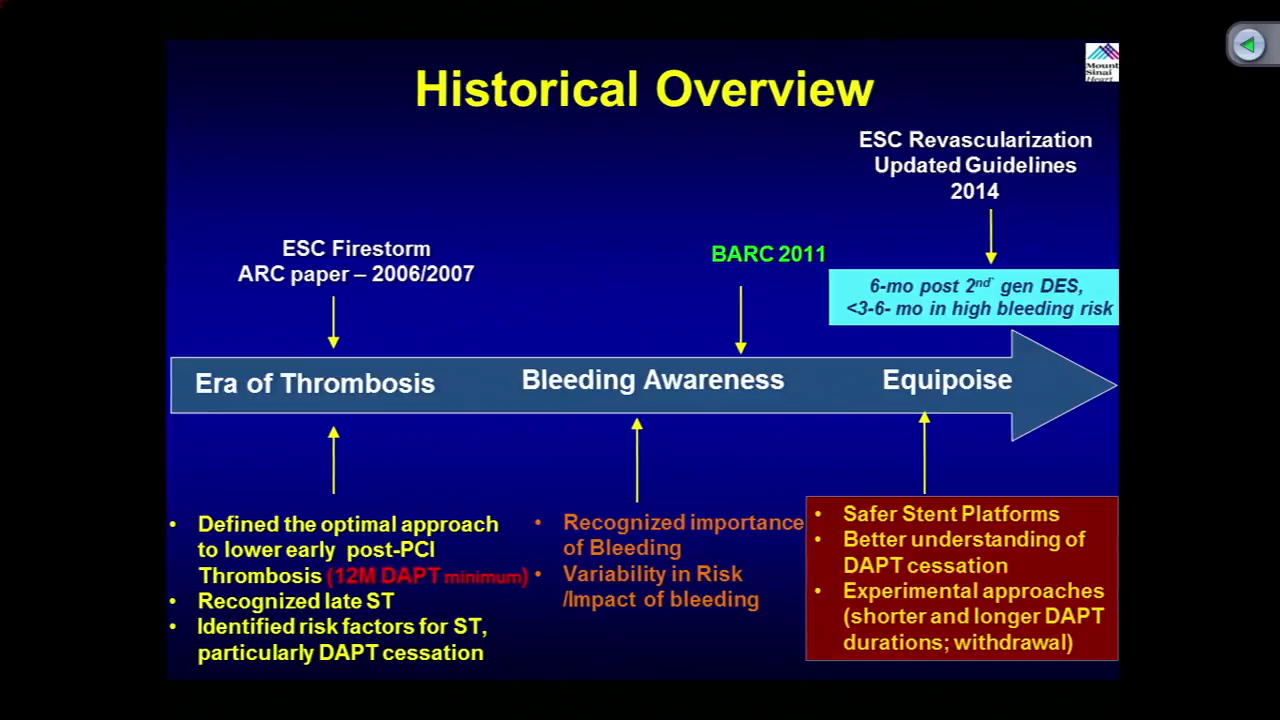 Historical Overview
Mount
Sinai
Heart
ESC Revascularization
Updated Guidelines
2014
ESC Firestorm
ARC paper – 2006/2007
BARC 2011
6-mo post 2nd` gen DES,
<3-6- mo in high bleeding risk
Era of Thrombosis
Bleeding Awareness
Equipoise
• Defined the optimal approach
to lower early post-PCI
Thrombosis (12M DAPT minimum)
• Recognized late ST
• Identified risk factors for ST,
particularly DAPT cessation
• Recognized importance
of Bleeding
• Variability in Risk
/Impact of bleeding
• Safer Stent Platforms
• Better understanding of
DAPT cessation
• Experimental approaches
(shorter and longer DAPT
durations; withdrawal)